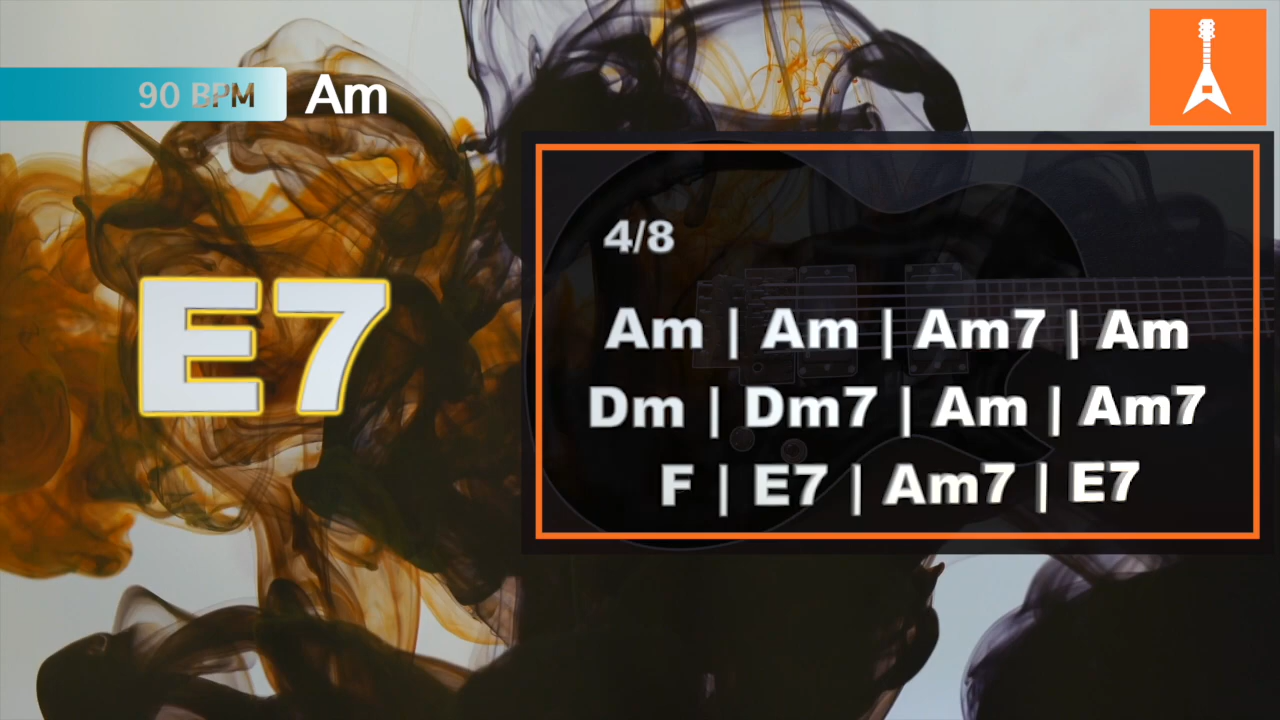 90 BPM Am
E7
4/8
Am | Am | Am7 | Am
Dm | Dm7 | Am | Am7
F | E7 | Am7 | E7